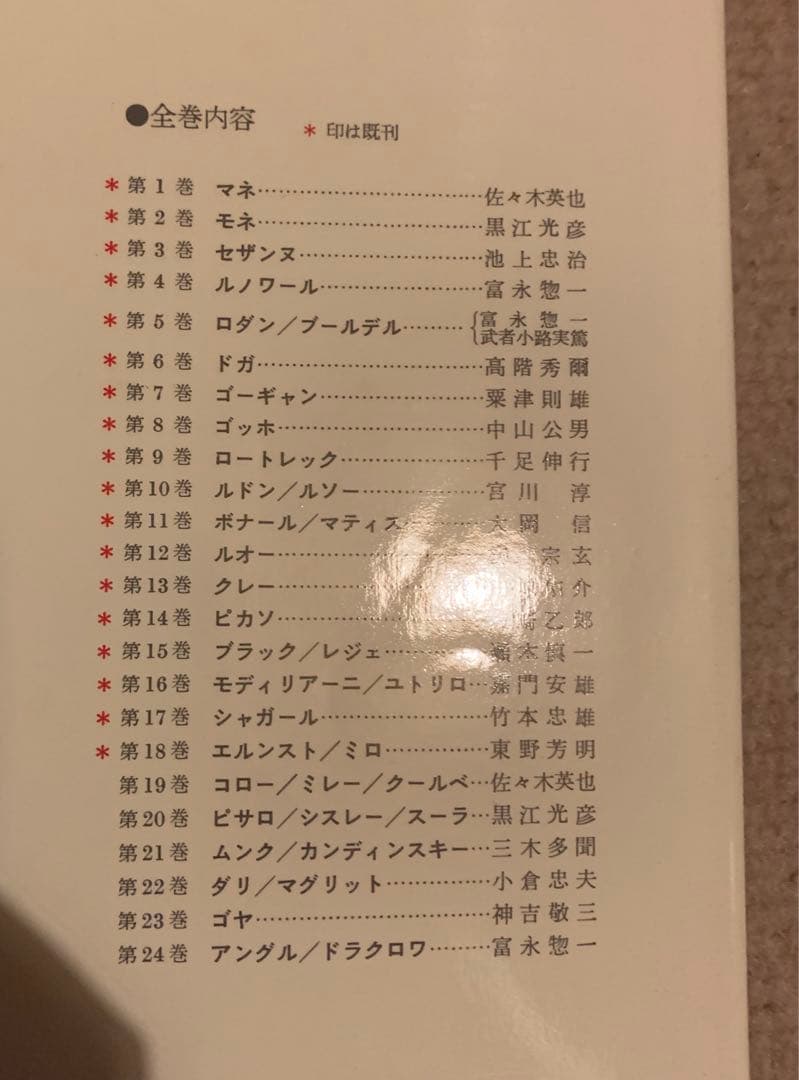 ●全巻内容
* 印は既刊
* 第1巻 マネ……………………………佐々木英也
* 第2巻 モネ……………………………黒江光彦
* 第3巻 セザンヌ………………………池上忠治
* 第4巻 ルノワール……………………富永惣一
* 第5巻 ロダン／ブールデル………{富永惣一
武者小路実篤
* 第6巻 ドガ……………………………高階秀爾
* 第7巻 ゴーギャン……………………粟津則雄
* 第8巻 ゴッホ…………………………中山公男
* 第9巻 ロートレック…………………千足伸行
* 第10巻 ルドン／ルソー………………宮川 淳
* 第11巻 ボナール／マティス…………大岡 信
* 第12巻 ルオー…………………………宗玄
* 第13巻 クレー…………………………介
* 第14巻 ピカソ…………………………乙郎
* 第15巻 ブラック／レジェ……………瀬木慎一
* 第16巻 モディリアーニ／ユトリロ…嘉門安雄
* 第17巻 シャガール……………………竹本忠雄
* 第18巻 エルンスト／ミロ……………東野芳明
第19巻 コロー／ミレー／クールベ…佐々木英也
第20巻 ピサロ／シスレー／スーラ…黒江光彦
第21巻 ムンク／カンディンスキー…三木多聞
第22巻 ダリ／マグリット……………小倉忠夫
第23巻 ゴヤ……………………………神吉敬三
第24巻 アングル／ドラクロワ………富永惣一